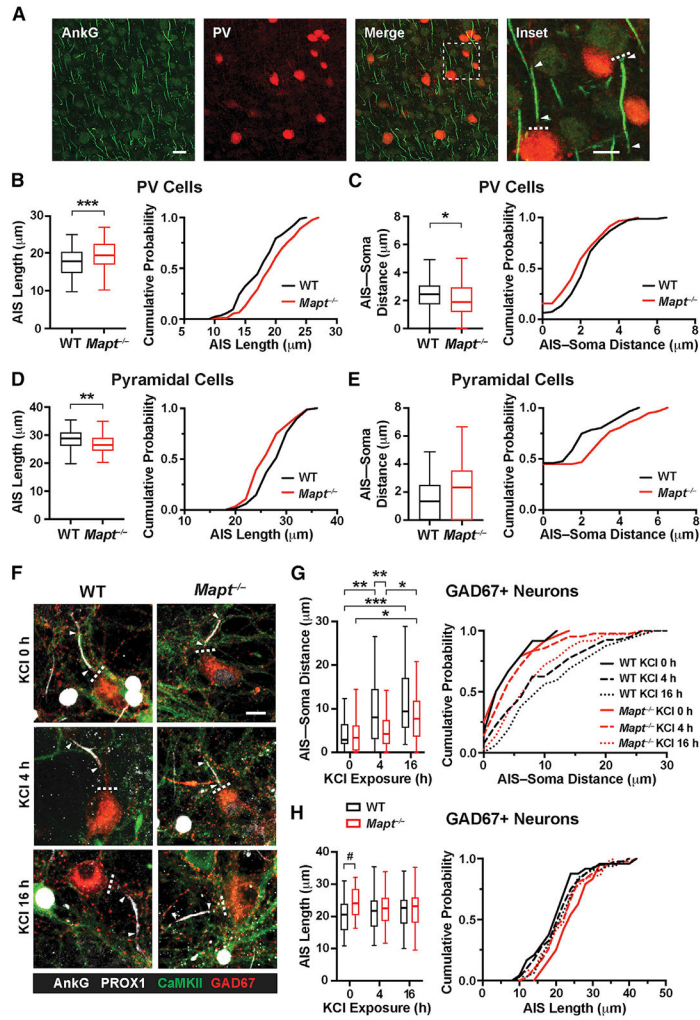 A
AnkG
PV
Merge
Inset
B
PV Cells
***
AIS Length (μm)
30
20
10
0
WT Mapt–/–
Cumulative Probability
1.0
0.5
0.0
WT
Mapt–/–
5 10 15 20 25 30
AIS Length (μm)
C
PV Cells
*
AIS–Soma
Distance (μm)
8
6
4
2
0
WT Mapt–/–
Cumulative Probability
1.0
0.5
0.0
WT
Mapt–/–
0 2 4 6 8
AIS–Soma Distance (μm)
D
Pyramidal Cells
**
AIS Length (μm)
40
30
20
10
0
WT Mapt–/–
Cumulative Probability
1.0
0.5
0.0
WT
Mapt–/–
10 20 30 40
AIS Length (μm)
E
Pyramidal Cells
AIS–Soma
Distance (μm)
8
6
4
2
0
WT Mapt–/–
Cumulative Probability
1.0
0.5
0.0
WT
Mapt–/–
0 2 4 6 8
AIS–Soma Distance (μm)
F
WT
Mapt–/–
KCl 0 h
KCl 4 h
KCl 16 h
AnkG PROX1 CaMKII GAD67
G
GAD67+ Neurons
**
** *
***
*
AIS–Soma Distance (μm)
30
20
10
0
0 4 16
KCl Exposure (h)
Cumulative Probability
1.0
0.5
0.0
WT KCl 0 h
WT KCl 4 h
WT KCl 16 h
Mapt–/– KCl 0 h
Mapt–/– KCl 4 h
Mapt–/– KCl 16 h
0 10 20 30
AIS–Soma Distance (μm)
H
WT
Mapt–/–
GAD67+ Neurons
#
AIS Length (μm)
50
40
30
20
10
0
0 4 16
KCl Exposure (h)
Cumulative Probability
1.0
0.5
0.0
0 10 20 30 40 50
AIS Length (μm)